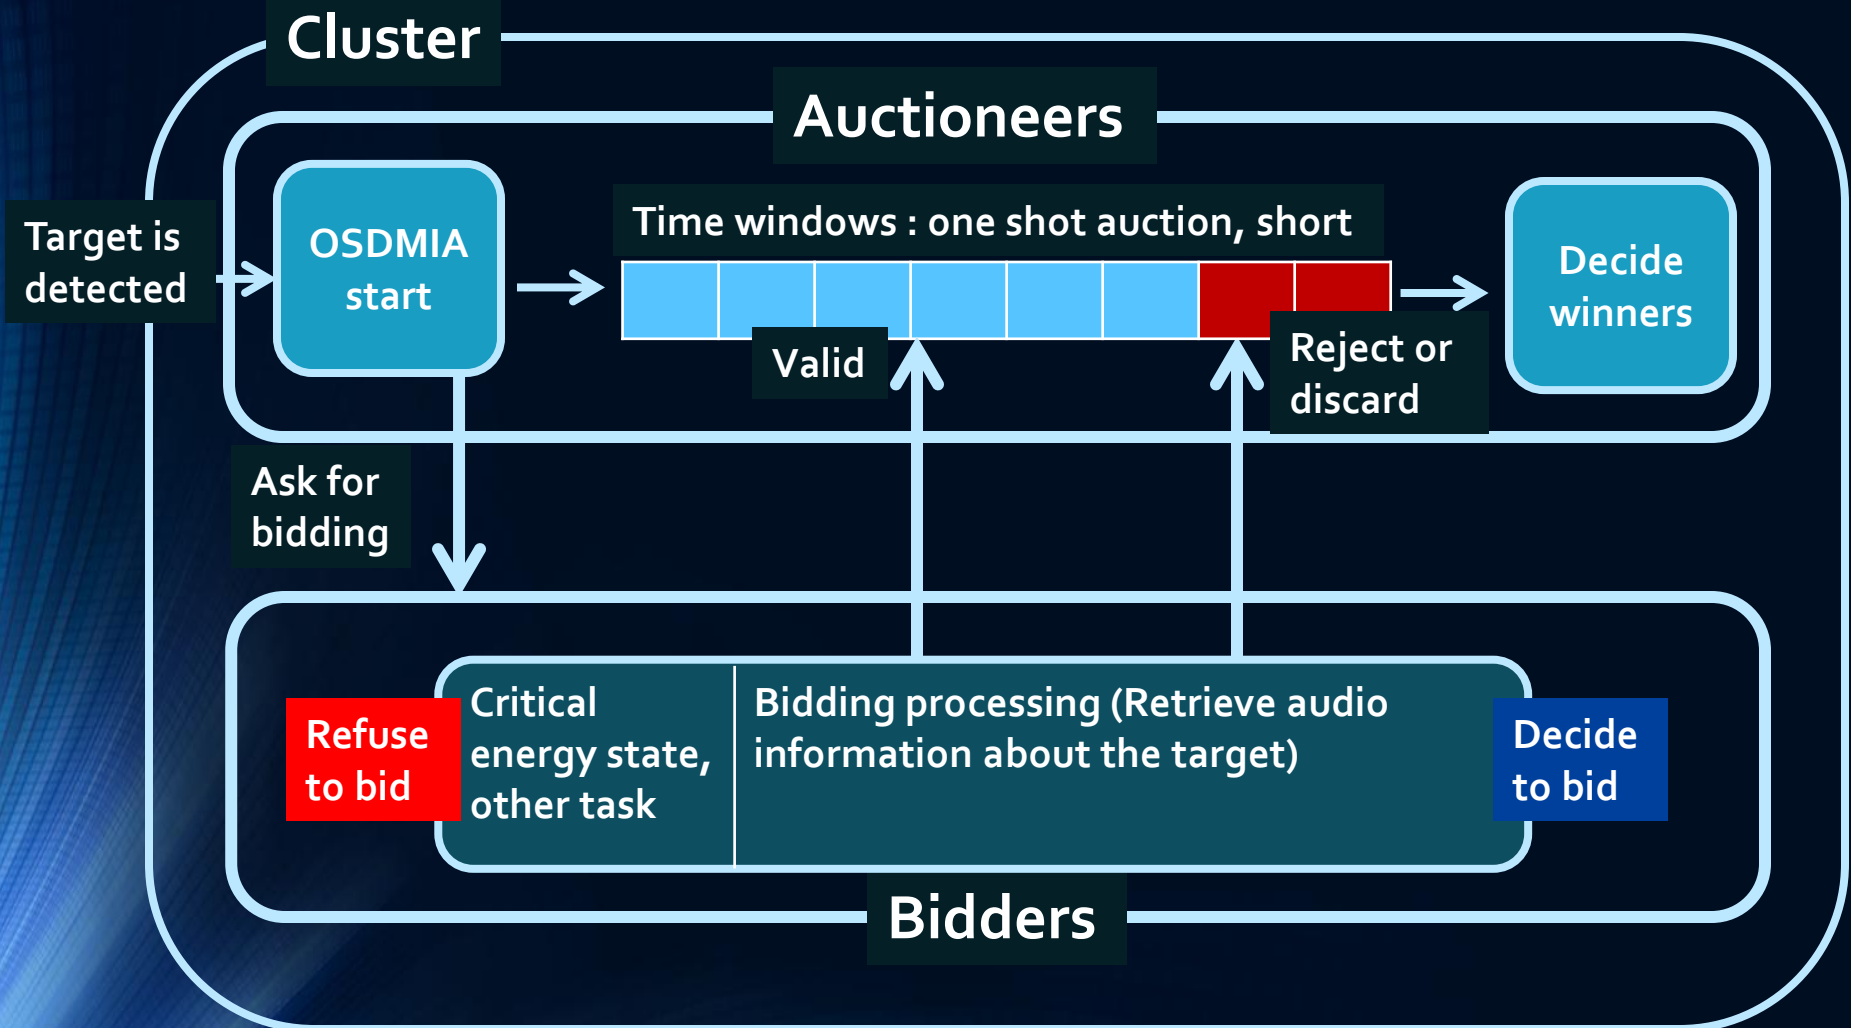 Cluster
Auctioneers
Target is
detected
OSDMIA
start
Time windows : one shot auction, short
Valid
Reject or
discard
Decide
winners
Ask for
bidding
Refuse
to bid
Critical
energy state,
other task
Bidding processing (Retrieve audio
information about the target)
Decide
to bid
Bidders